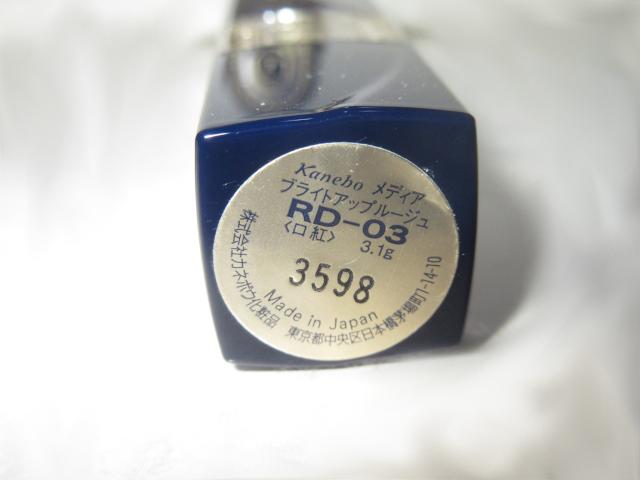 Kanebo メディア
ブライトアップルージュ
RD-03
〈口紅〉 3.1g
3598
Made in Japan
株式会社カネボウ化粧品
東京都中央区日本橋茅場町1-14-10